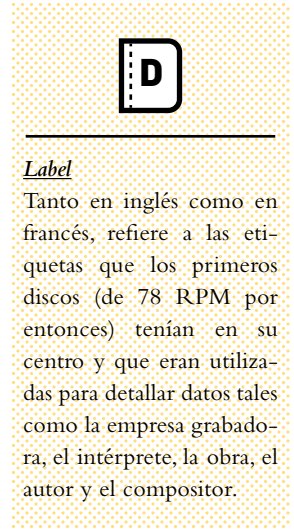 D
Label
Tanto en inglés como en
francés, refiere a las eti-
quetas que los primeros
discos (de 78 RPM por
entonces) tenían en su
centro y que eran utiliza-
das para detallar datos tales
como la empresa grabado-
ra, el intérprete, la obra, el
autor y el compositor.